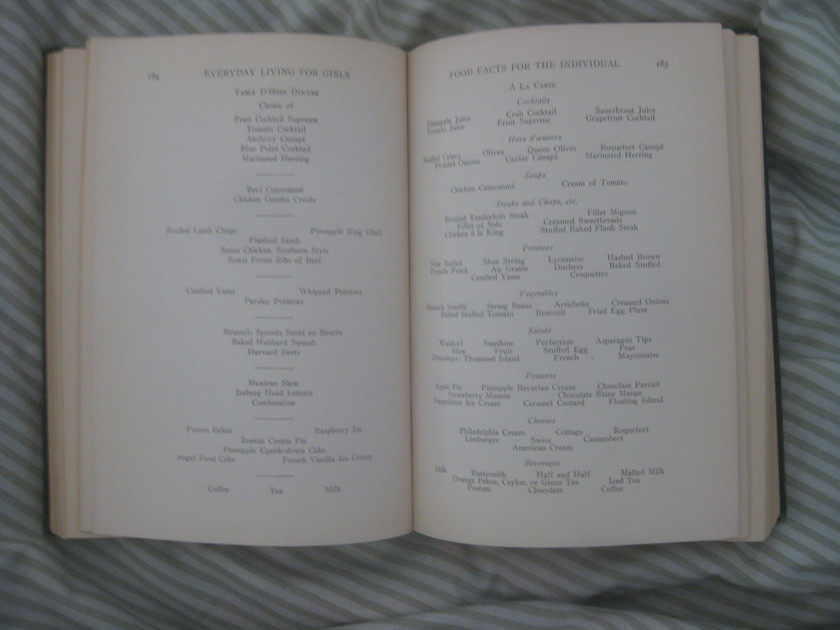 184 EVERYDAY LIVING FOR GIRLS
TABLE D'HÔTE DINNER
Choice of
Fruit Cocktail Supreme
Tomato Cocktail
Anchovy Canapé
Blue Point Cocktail
Marinated Herring
Beef Consommé
Chicken Gumbo Creole
Broiled Lamb Chops Pineapple Ring Glacé
Planked Steak
Roast Chicken, Southern Style
Roast Prime Ribs of Beef
Candied Yams Whipped Potatoes
Parsley Potatoes
Brussels Sprouts Sauté en Beurre
Baked Hubbard Squash
Harvard Beets
Mexican Slaw
Iceberg Head Lettuce
Combination
Frozen Eclair Raspberry Ice
Boston Cream Pie
Pineapple Upside-down Cake
Angel Food Cake French Vanilla Ice Cream
Coffee Tea Milk
FOOD FACTS FOR THE INDIVIDUAL 185
A LA CARTE
Cocktails
Pineapple Juice Crab Cocktail Sauerkraut Juice
Tomato Juice Fruit Supreme Grapefruit Cocktail
Hors d'œuvres
Stuffed Celery Olives Queen Olives Roquefort Canapé
Pickled Onions Caviar Canapé Marinated Herring
Soups
Chicken Consommé Cream of Tomato
Steaks and Chops, etc.
Broiled Tenderloin Steak Fillet Mignon
Fillet of Sole Creamed Sweetbreads
Chicken à la King Stuffed Baked Flank Steak
Potatoes
New Boiled Shoe String Lyonnaise Hashed Brown
French Fried Au Gratin Duchess Baked Stuffed
Candied Yams Croquettes
Vegetables
Spinach Soufflé String Beans Artichoke Creamed Onions
Baked Stuffed Tomato Broccoli Fried Egg Plant
Salads
Waldorf Sunshine Perfection Asparagus Tips
Slaw Fruit Stuffed Egg Pear
Dressings: Thousand Island French Mayonnaise
Desserts
Apple Pie Pineapple Bavarian Cream Chocolate Parfait
Strawberry Mousse Chocolate Blanc Mange
Neapolitan Ice Cream Caramel Custard Floating Island
Cheeses
Philadelphia Cream Cottage Roquefort
Limburger Swiss Camembert
American Cream
Beverages
Milk Buttermilk Half and Half Malted Milk
Orange Pekoe, Ceylon, or Green Tea Iced Tea
Postum Chocolate Coffee